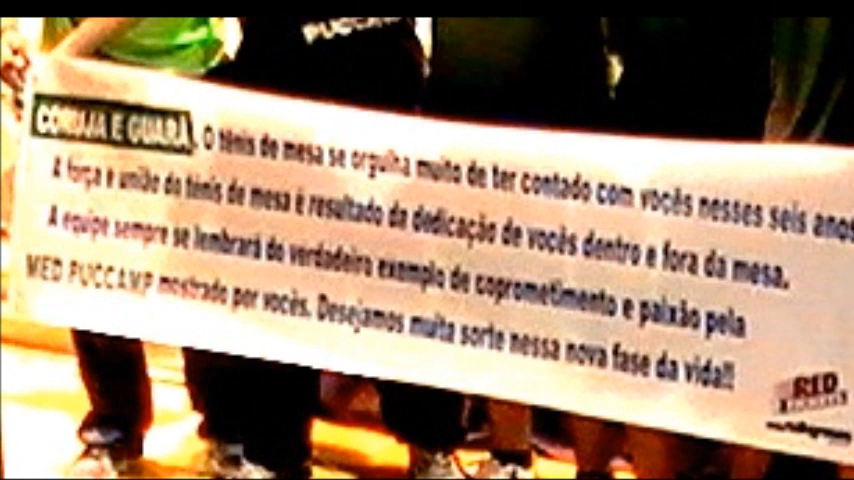 PUCCAMP
CORUJA E GUARÁ, O tênis de mesa se orgulha muito de ter contado com vocês nesses seis anos
A força e união do tênis de mesa é resultado da dedicação de vocês dentro e fora da mesa.
A equipe sempre se lembrará do verdadeiro exemplo de coprometimento e paixão pela
MED PUCCAMP mostrado por vocês. Desejamos muita sorte nessa nova fase da vida!!
RED